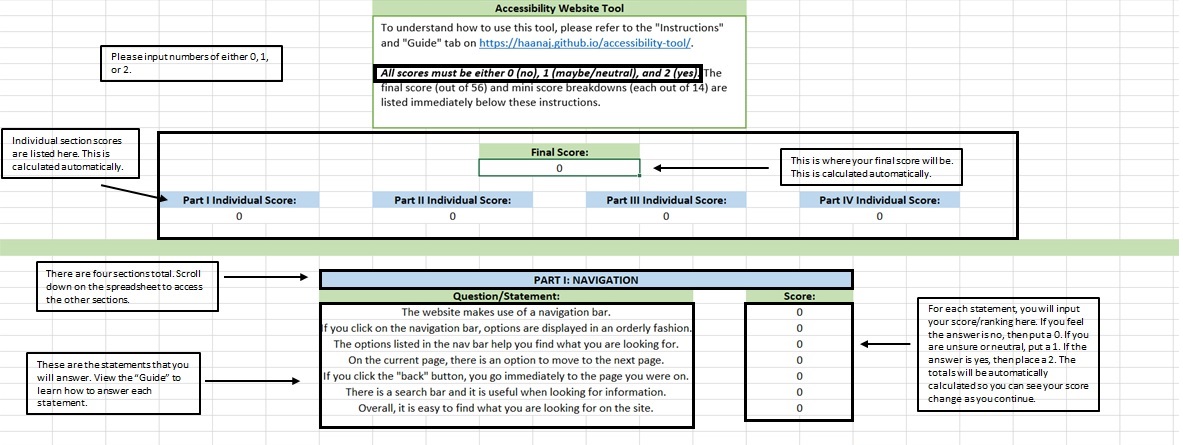 Accessibility Website Tool
To understand how to use this tool, please refer to the "Instructions"
and "Guide" tab on https://haanaj.github.io/accessibility-tool/.
All scores must be either 0 (no), 1 (maybe/neutral), and 2 (yes). The
final score (out of 56) and mini score breakdowns (each out of 14) are
listed immediately below these instructions.
Please input numbers of either 0, 1,
or 2.
Individual section scores
are listed here. This is
calculated automatically.
Final Score:
0
This is where your final score will be.
This is calculated automatically.
Part I Individual Score:
0
Part II Individual Score:
0
Part III Individual Score:
0
Part IV Individual Score:
0
There are four sections total. Scroll
down on the spreadsheet to access
the other sections.
PART I: NAVIGATION
Question/Statement: Score:
The website makes use of a navigation bar. 0
If you click on the navigation bar, options are displayed in an orderly fashion. 0
The options listed in the nav bar help you find what you are looking for. 0
On the current page, there is an option to move to the next page. 0
If you click the "back" button, you go immediately to the page you were on. 0
There is a search bar and it is useful when looking for information. 0
Overall, it is easy to find what you are looking for on the site. 0
These are the statements that you
will answer. View the “Guide” to
learn how to answer each
statement.
For each statement, you will input
your score/ranking here. If you feel
the answer is no, then put a 0. If you
are unsure or neutral, put a 1. If the
answer is yes, then place a 2. The
totals will be automatically
calculated so you can see your score
change as you continue.